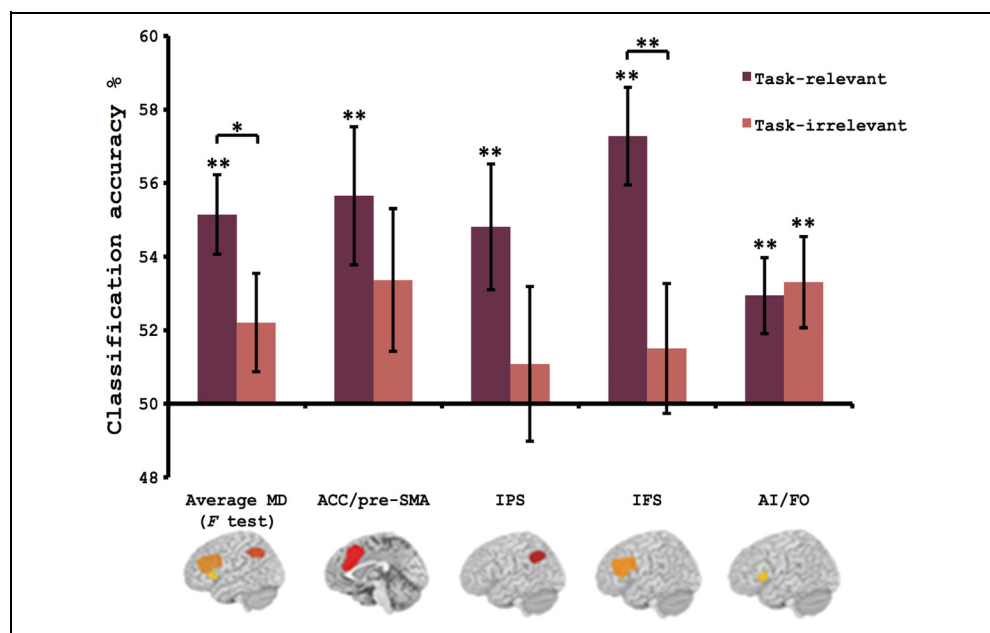 60
58
56
54
52
50
48
Classification accuracy %
Task-relevant
Task-irrelevant
*
**
**
**
**
**
**
**
Average MD
(F test)
ACC/pre-SMA
IPS
IFS
AI/FO